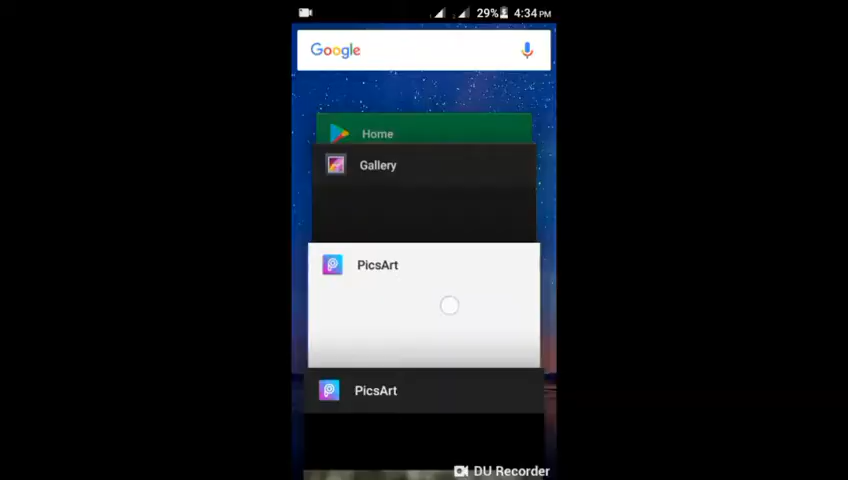 29% 4:34 PM
Google
Home
Gallery
PicsArt
PicsArt
DU Recorder